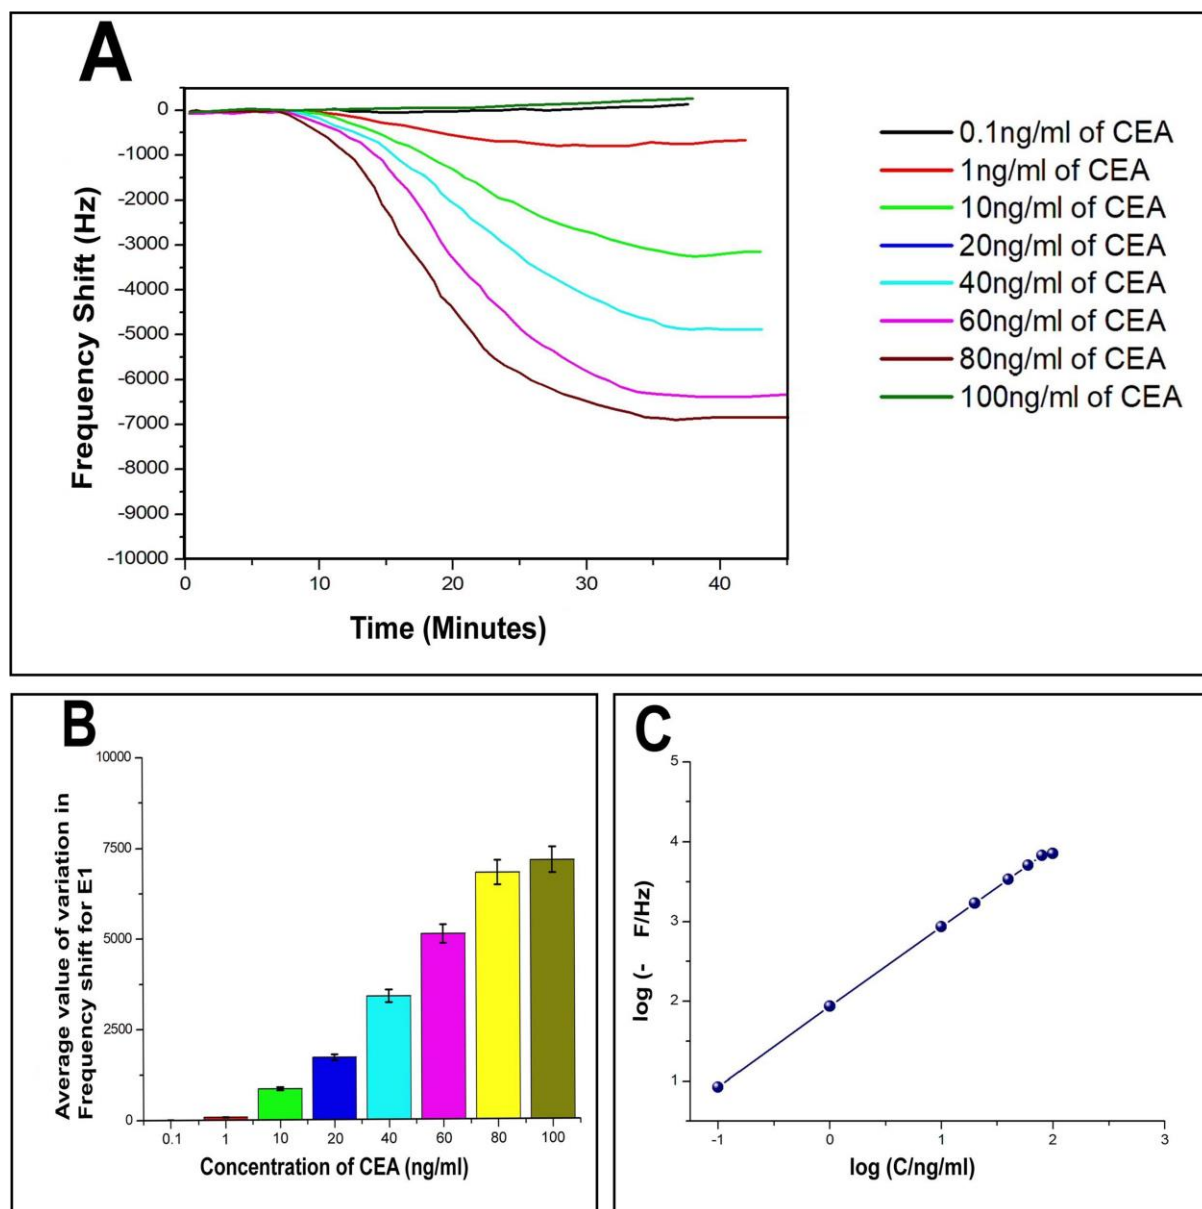 A
0
-1000
-2000
-3000
-4000
-5000
-6000
-7000
-8000
-9000
-10000
Frequency Shift (Hz)
0 10 20 30 40
Time (Minutes)
0.1ng/ml of CEA
1ng/ml of CEA
10ng/ml of CEA
20ng/ml of CEA
40ng/ml of CEA
60ng/ml of CEA
80ng/ml of CEA
100ng/ml of CEA
B
10000
7500
5000
2500
0
Average value of variation in
Frequency shift for E1
0.1 1 10 20 40 60 80 100
Concentration of CEA (ng/ml)
C
5
4
3
2
1
log (- F/Hz)
-1 0 1 2 3
log (C/ng/ml)